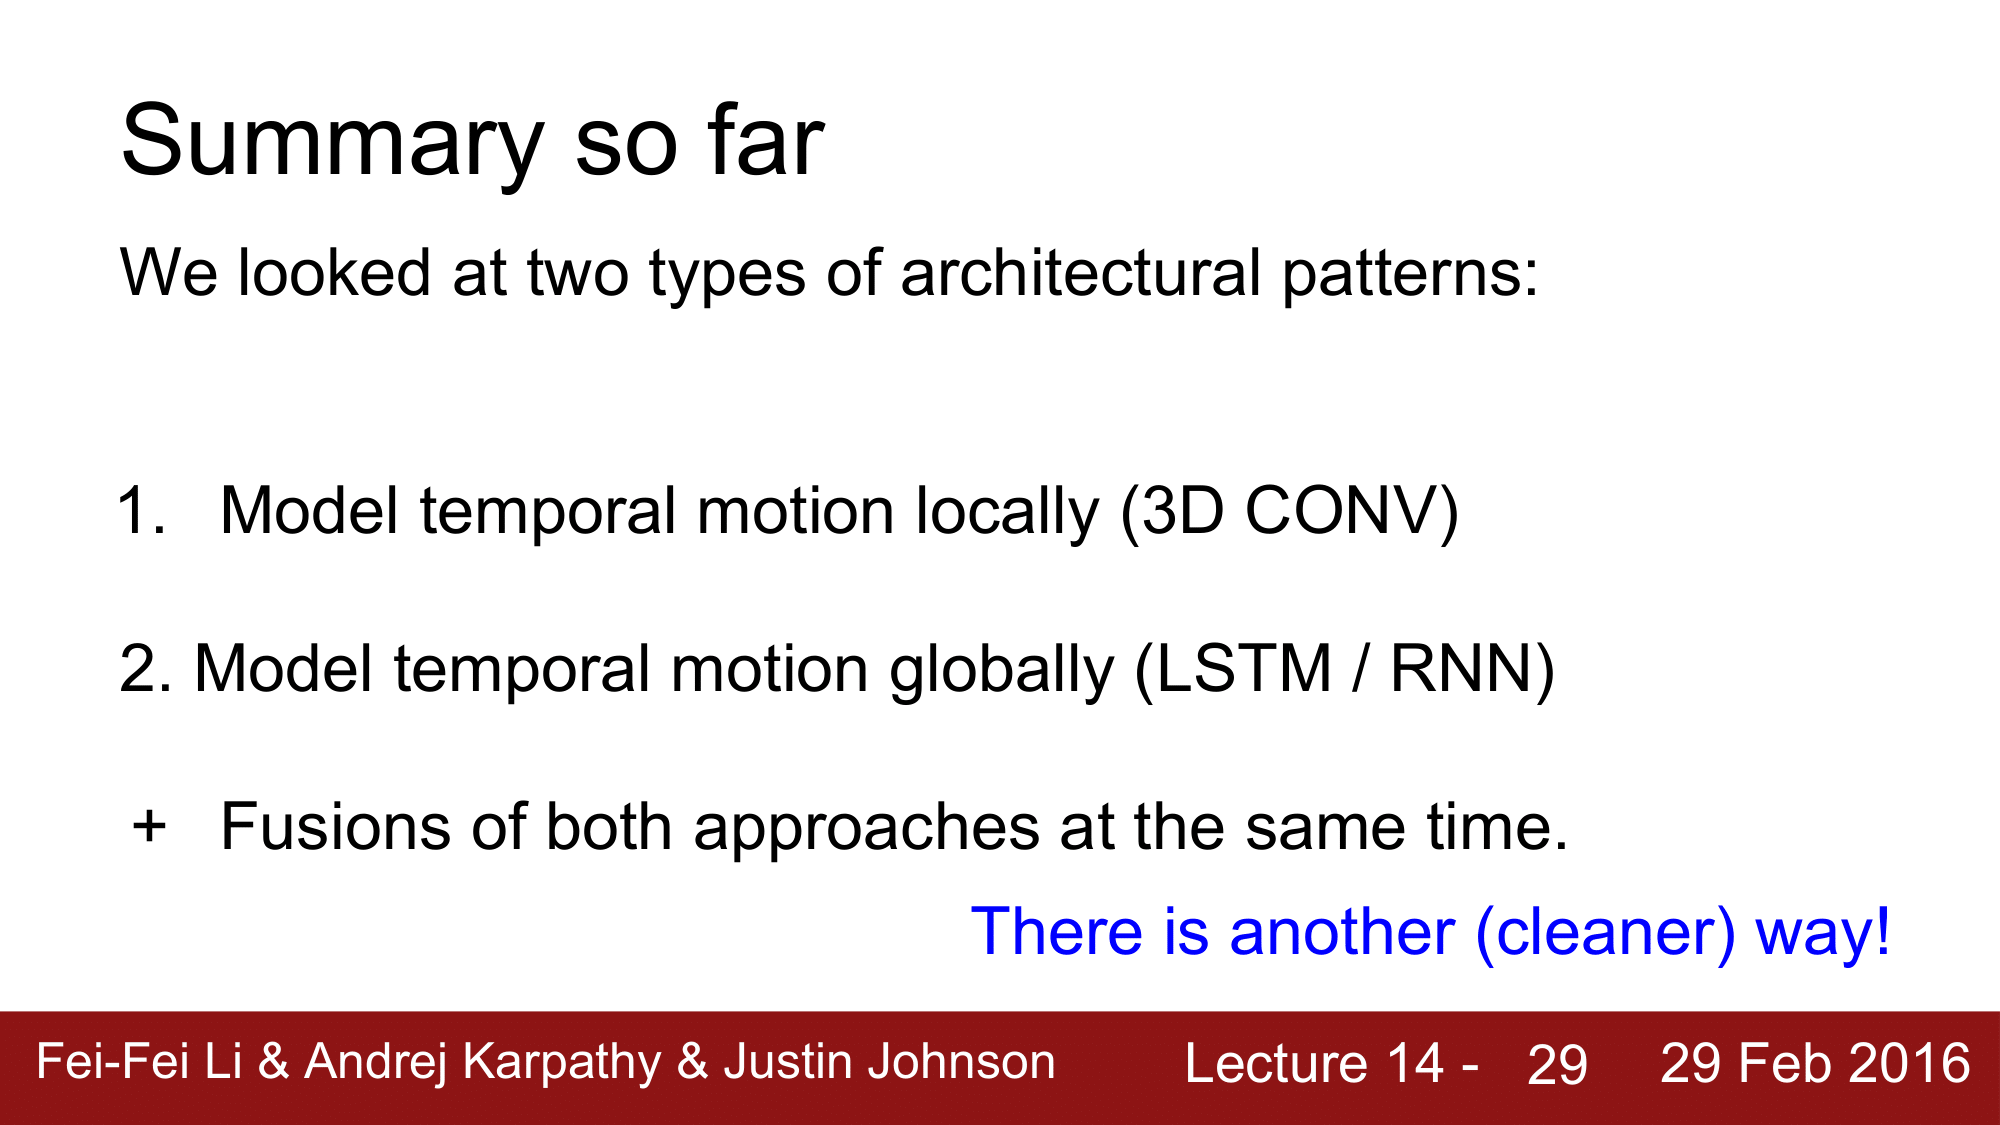 Summary so far
We looked at two types of architectural patterns:
1. Model temporal motion locally (3D CONV)
2. Model temporal motion globally (LSTM / RNN)
+ Fusions of both approaches at the same time.
There is another (cleaner) way!
Fei-Fei Li & Andrej Karpathy & Justin Johnson Lecture 14 - 29 29 Feb 2016